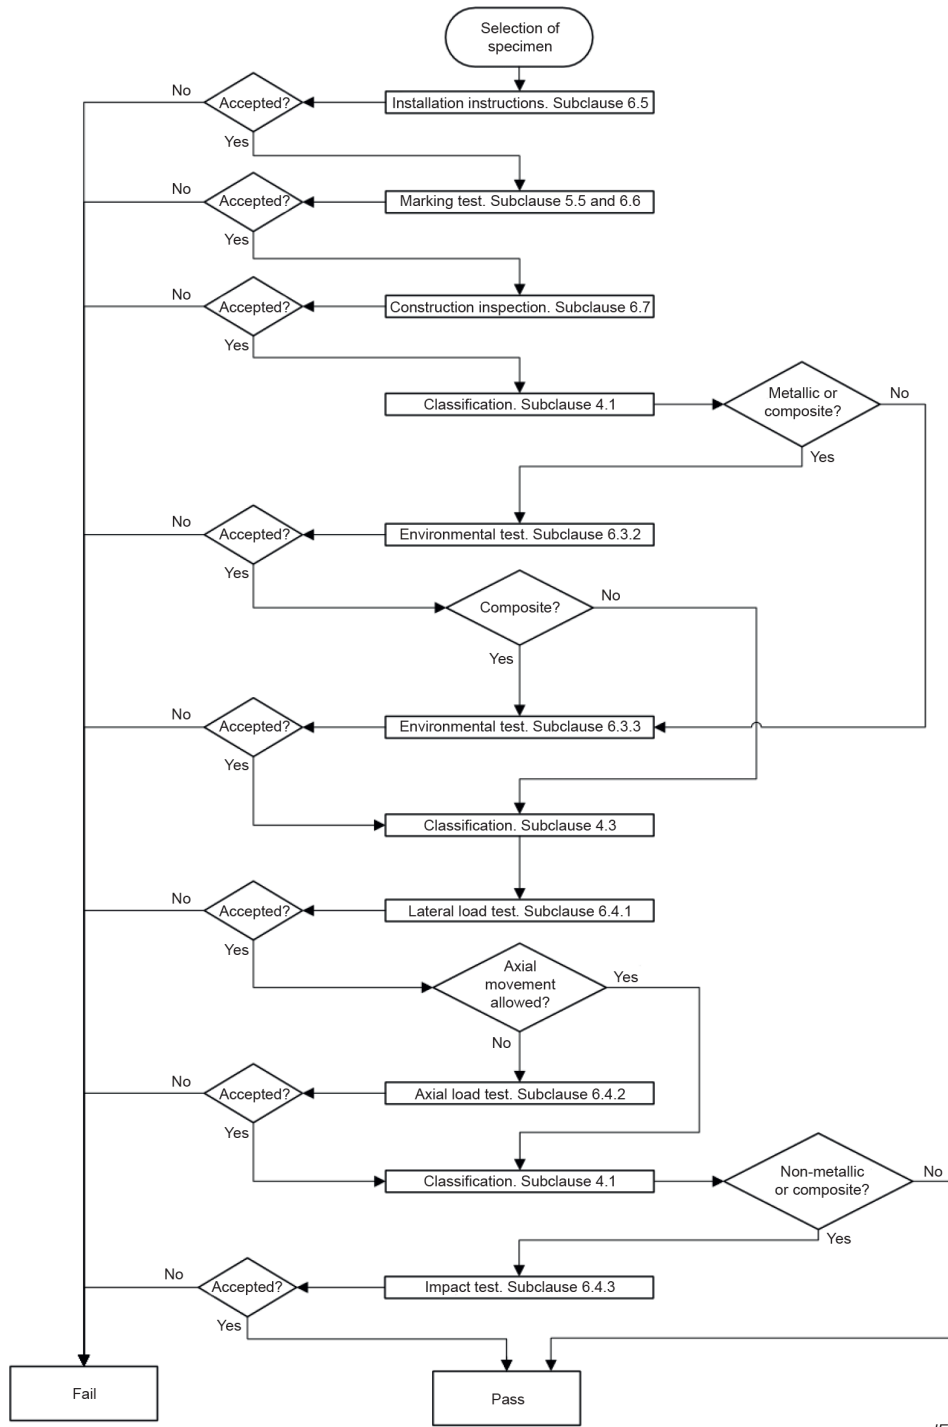 Selection of
specimen
No
Accepted?
Installation instructions. Subclause 6.5
Yes
No
Accepted?
Marking test. Subclause 5.5 and 6.6
Yes
No
Accepted?
Construction inspection. Subclause 6.7
Yes
Classification. Subclause 4.1
Metallic or
composite?
No
Yes
No
Accepted?
Environmental test. Subclause 6.3.2
Yes
Composite?
No
Yes
No
Accepted?
Environmental test. Subclause 6.3.3
Yes
Classification. Subclause 4.3
No
Accepted?
Lateral load test. Subclause 6.4.1
Yes
Axial
movement
allowed?
Yes
No
No
Accepted?
Axial load test. Subclause 6.4.2
Yes
Classification. Subclause 4.1
Non-metallic
or composite?
No
Yes
No
Accepted?
Impact test. Subclause 6.4.3
Yes
Fail
Pass